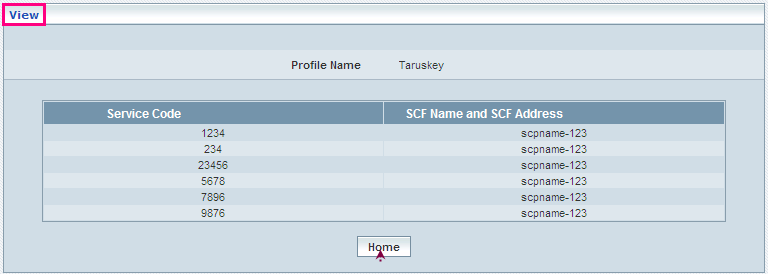 View
Profile Name Taruskey
Service Code SCF Name and SCF Address
1234 scpname-123
234 scpname-123
23456 scpname-123
5678 scpname-123
7896 scpname-123
9876 scpname-123
Home